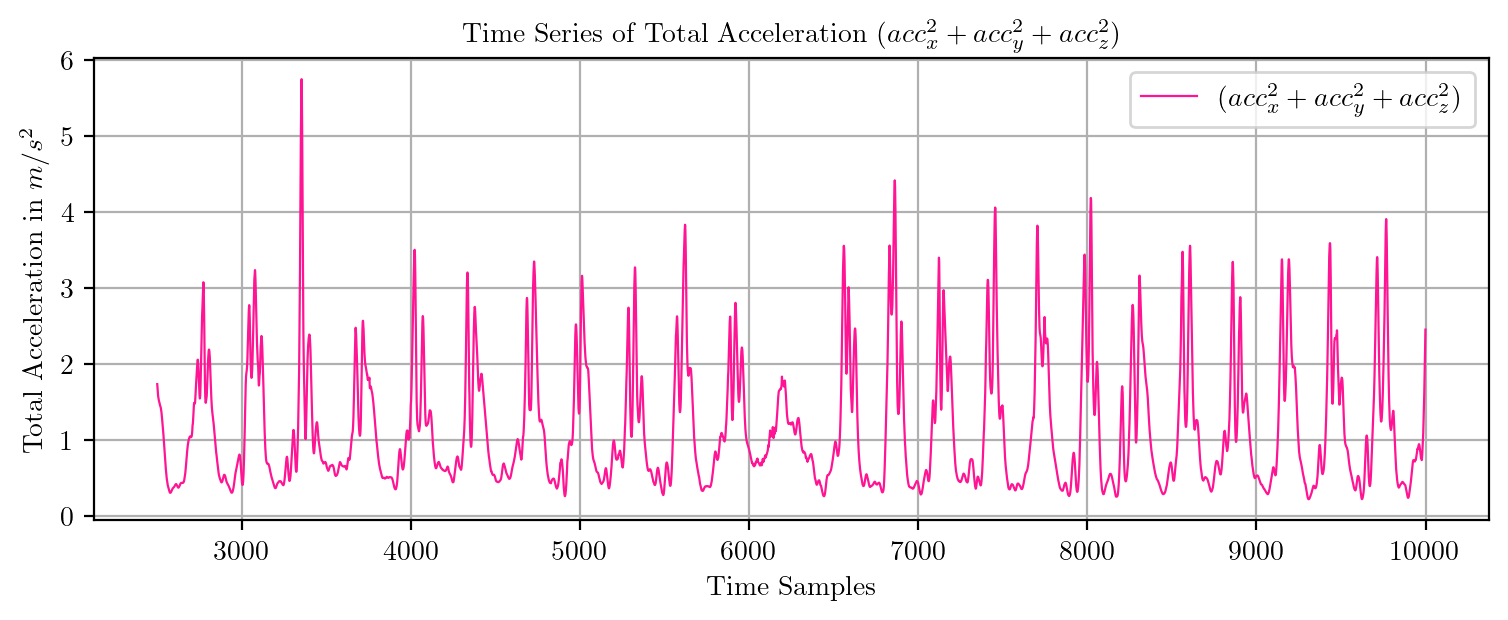 Time Series of Total Acceleration $(acc_x^2 + acc_y^2 + acc_z^2)$
$(acc_x^2 + acc_y^2 + acc_z^2)$
Total Acceleration in $m/s^2$
6
5
4
3
2
1
0
3000 4000 5000 6000 7000 8000 9000 10000
Time Samples